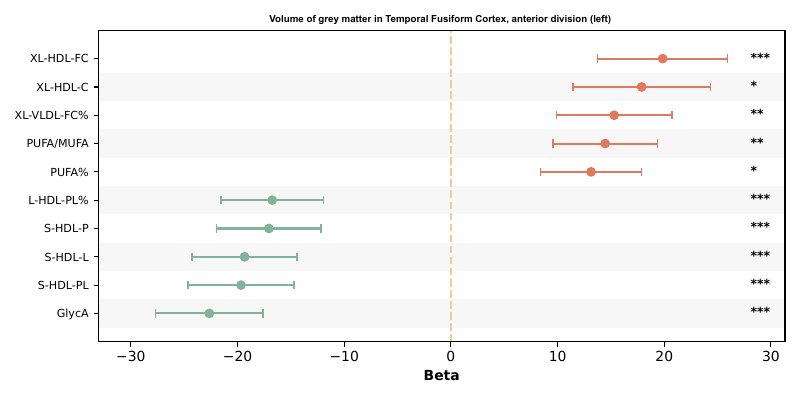 Volume of grey matter in Temporal Fusiform Cortex, anterior division (left)
XL-HDL-FC ***
XL-HDL-C *
XL-VLDL-FC% **
PUFA/MUFA **
PUFA% *
L-HDL-PL% ***
S-HDL-P ***
S-HDL-L ***
S-HDL-PL ***
GlycA ***
−30 −20 −10 0 10 20 30
Beta